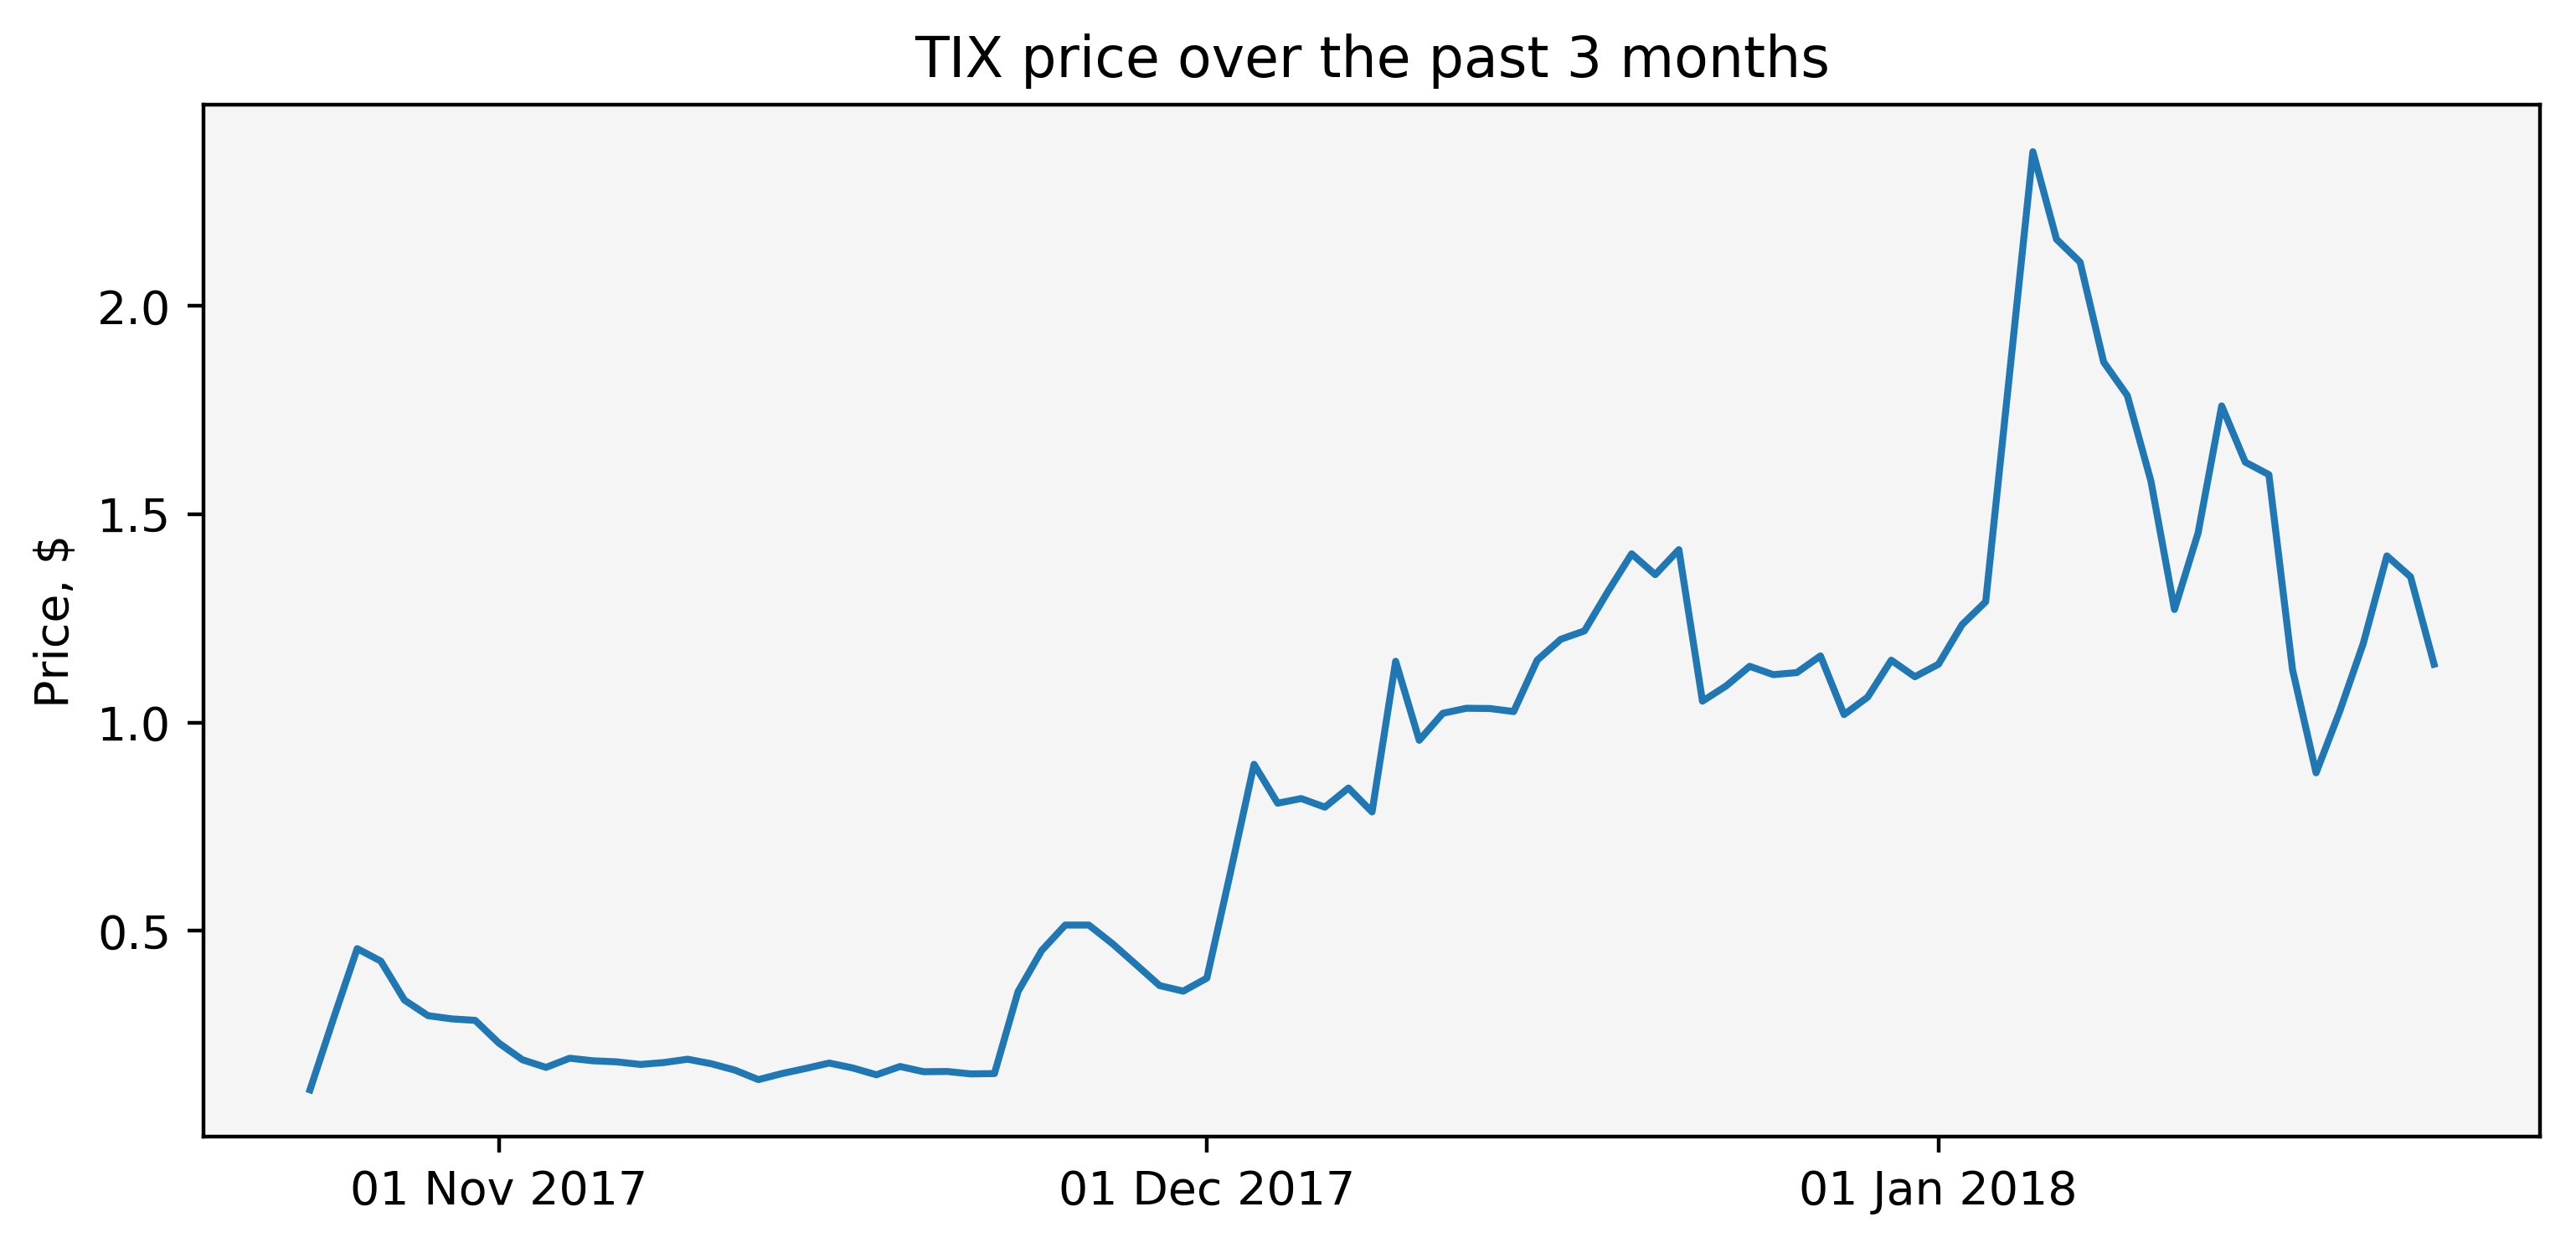 TIX price over the past 3 months
Price, $
2.0
1.5
1.0
0.5
01 Nov 2017
01 Dec 2017
01 Jan 2018